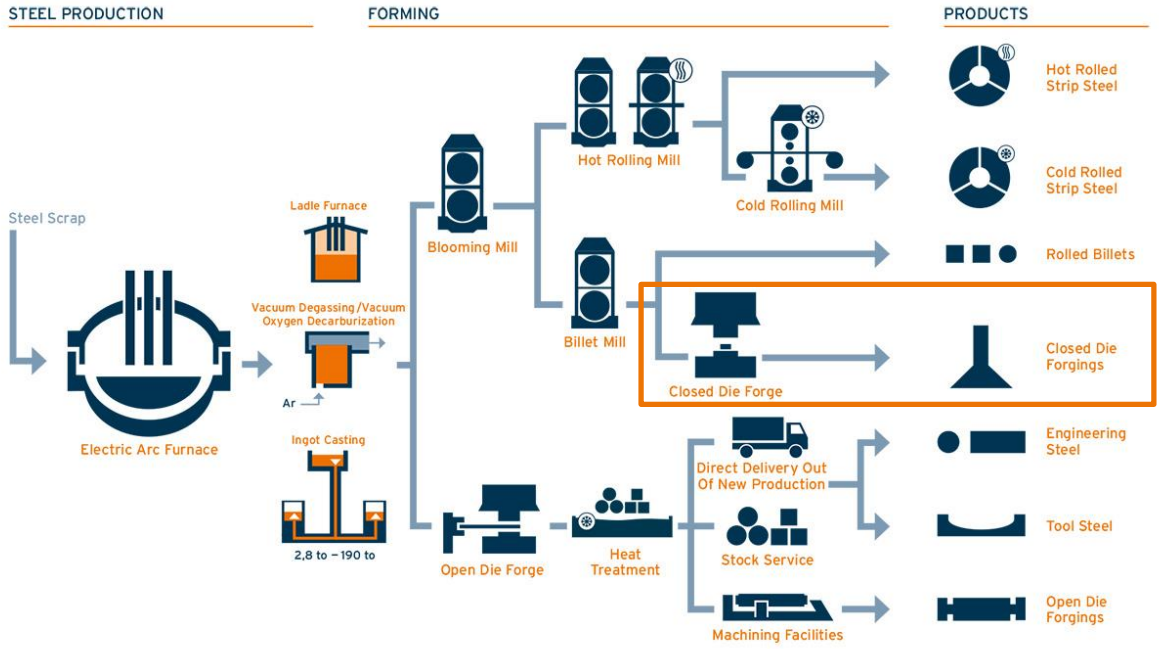 STEEL PRODUCTION
FORMING
PRODUCTS
Steel Scrap
Electric Arc Furnace
Ladle Furnace
Vacuum Degassing/Vacuum
Oxygen Decarburization
Ar
Ingot Casting
2,8 to – 190 to
Blooming Mill
Hot Rolling Mill
Cold Rolling Mill
Billet Mill
Closed Die Forge
Open Die Forge
Heat
Treatment
Direct Delivery Out
Of New Production
Stock Service
Machining Facilities
Hot Rolled
Strip Steel
Cold Rolled
Strip Steel
Rolled Billets
Closed Die
Forgings
Engineering
Steel
Tool Steel
Open Die
Forgings